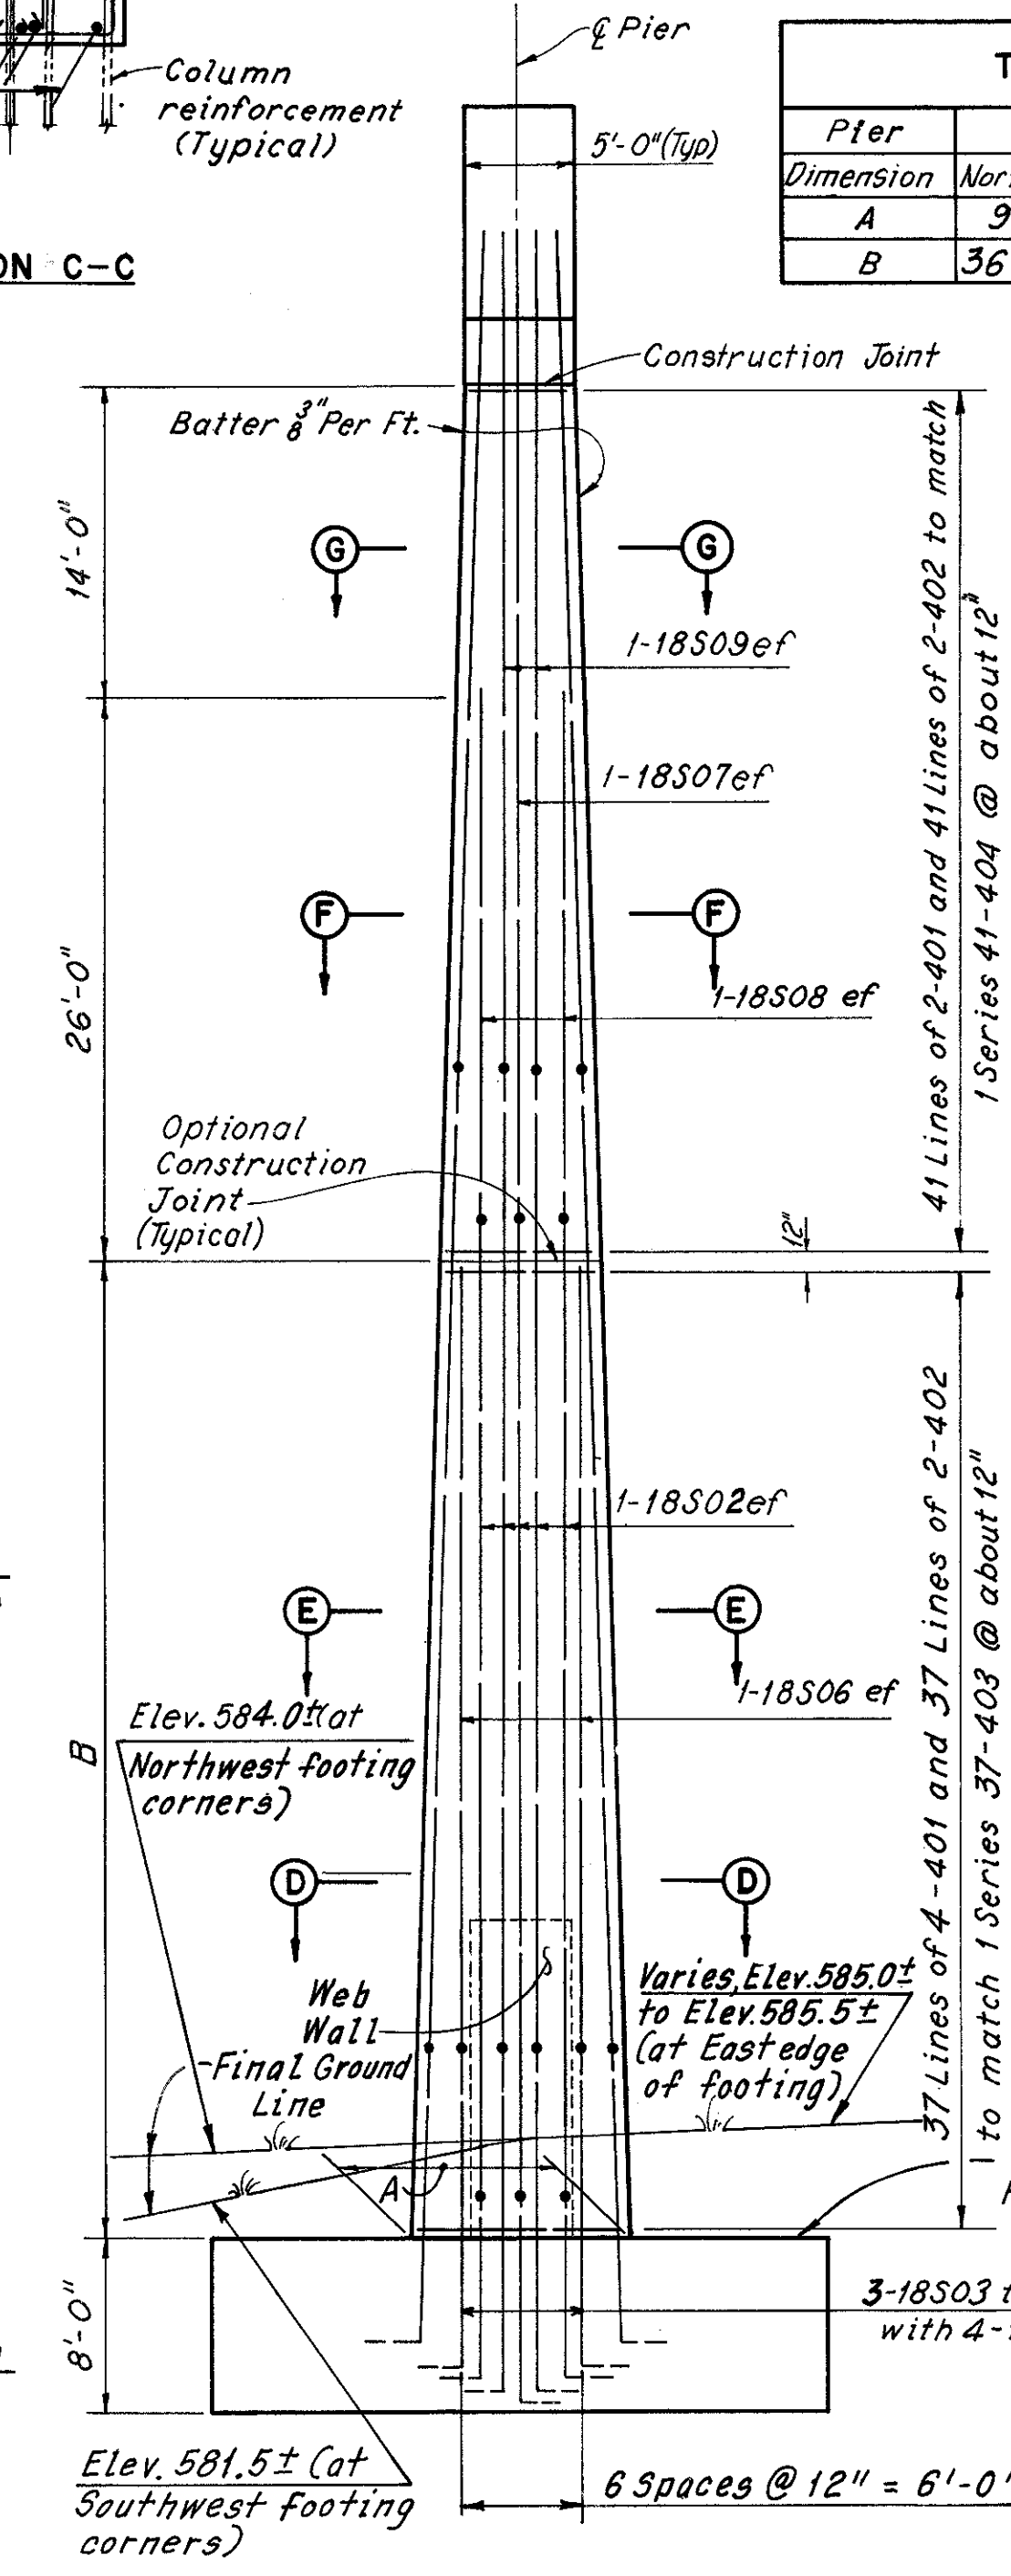 ℄ Pier
Column
reinforcement
(Typical)
5'-0"(Typ)
Pier
Dimension
A
9
B
36
C-C
Construction Joint
Batter 3/8" Per Ft.
14'-0"
G
G
1-18S09ef
1-18S07ef
26'-0"
F
F
1-18S08 ef
41 Lines of 2-401 and 41 Lines of 2-402 to match
1 Series 41-404 @ about 12"
Optional
Construction
Joint
(Typical)
12"
1-18S02ef
E
E
1-18S06 ef
B
Elev. 584.0±(at
Northwest footing
corners)
D
D
Web
Wall
Final Ground
Line
Varies, Elev. 585.0±
to Elev. 585.5±
(at East edge
of footing)
37 Lines of 4-401 and 37 Lines of 2-402
to match 1 Series 37-403 @ about 12"
A
8'-0"
3-18S03
with 4-
Elev. 581.5± (at
Southwest footing
corners)
6 Spaces @ 12" = 6'-0"